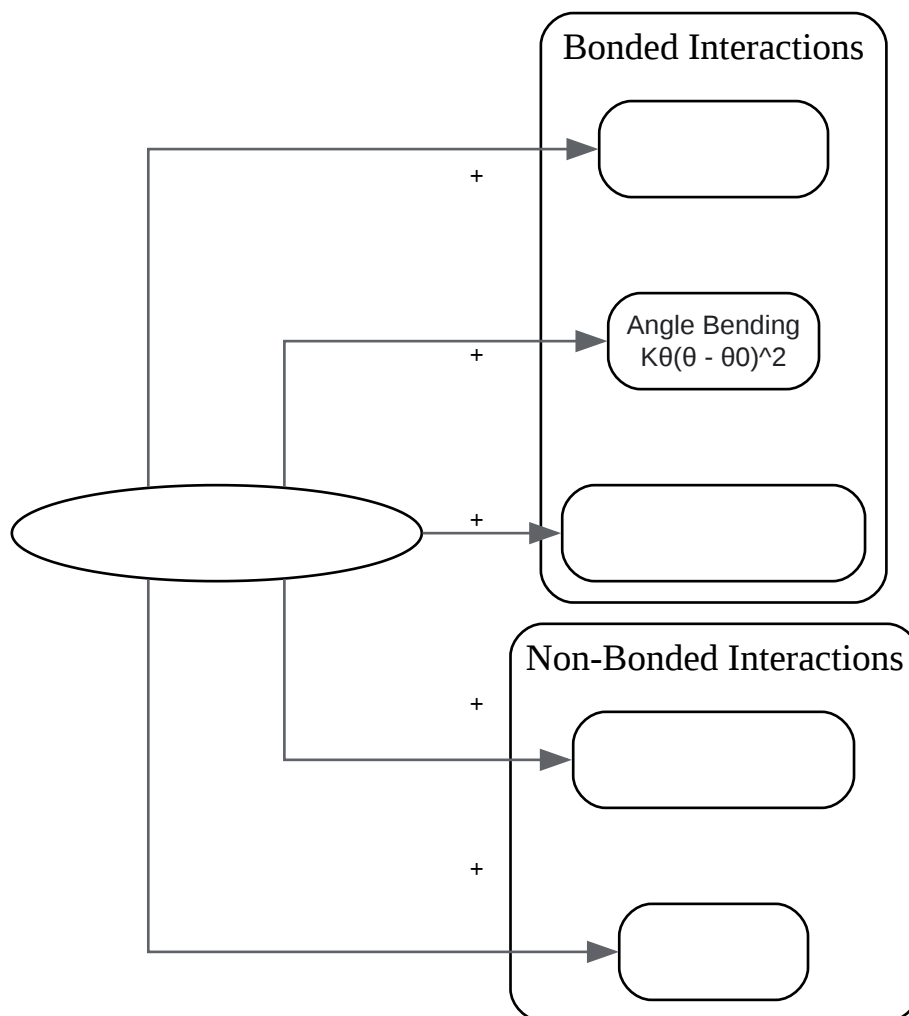 Bonded Interactions
+
Angle Bending
Kθ(θ - θ0)^2
+
+
Non-Bonded Interactions
+
+